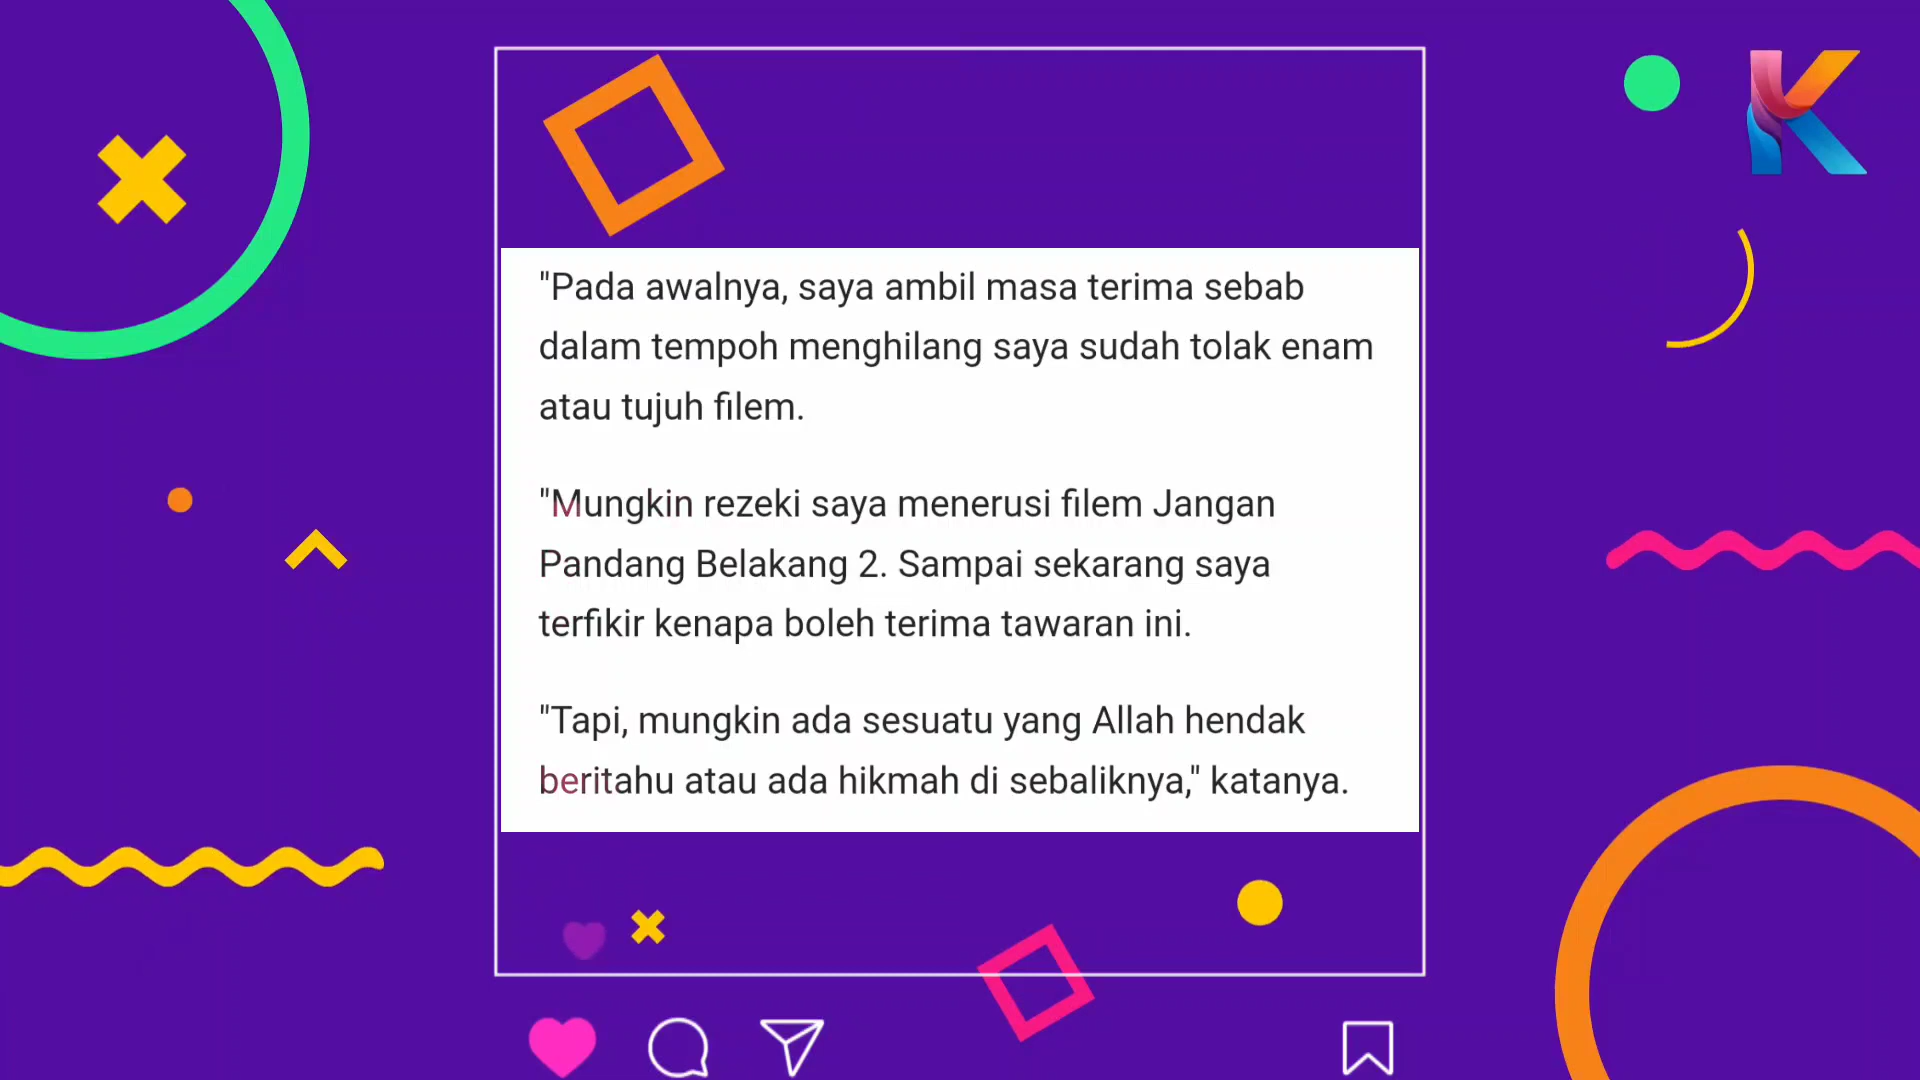 "Pada awalnya, saya ambil masa terima sebab
dalam tempoh menghilang saya sudah tolak enam
atau tujuh filem.
"Mungkin rezeki saya menerusi filem Jangan
Pandang Belakang 2. Sampai sekarang saya
terfikir kenapa boleh terima tawaran ini.
"Tapi, mungkin ada sesuatu yang Allah hendak
beritahu atau ada hikmah di sebaliknya," katanya.
K